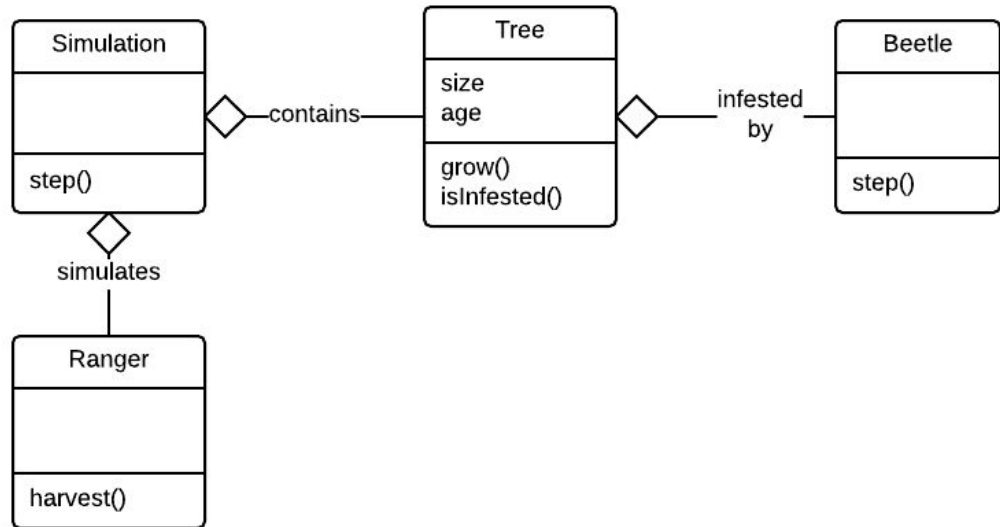 Simulation
step()
contains
Tree
size
age
grow()
isInfested()
infested
by
Beetle
step()
simulates
Ranger
harvest()